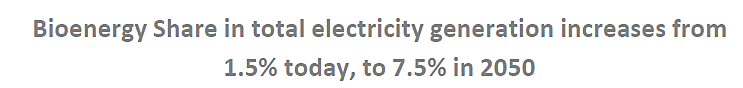 Bioenergy Share in total electricity generation increases from
1.5% today, to 7.5% in 2050